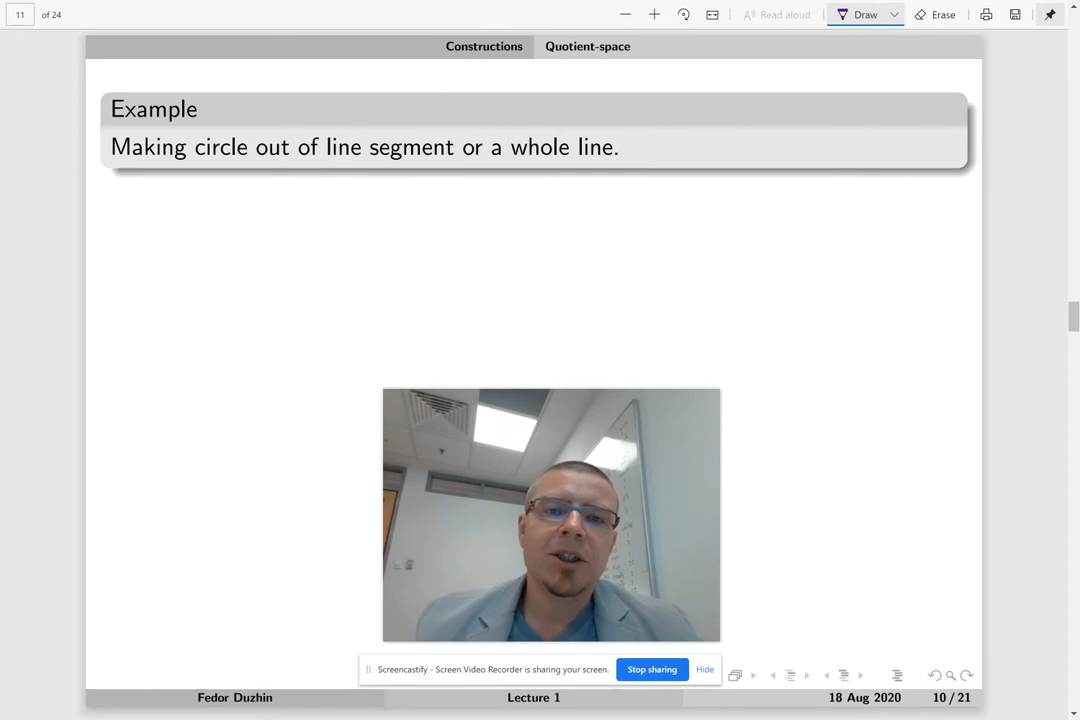 11 of 24 Read aloud Draw Erase
Constructions Quotient-space
Example
Making circle out of line segment or a whole line.
Screencastify - Screen Video Recorder is sharing your screen. Stop sharing Hide
Fedor Duzhin Lecture 1 18 Aug 2020 10 / 21